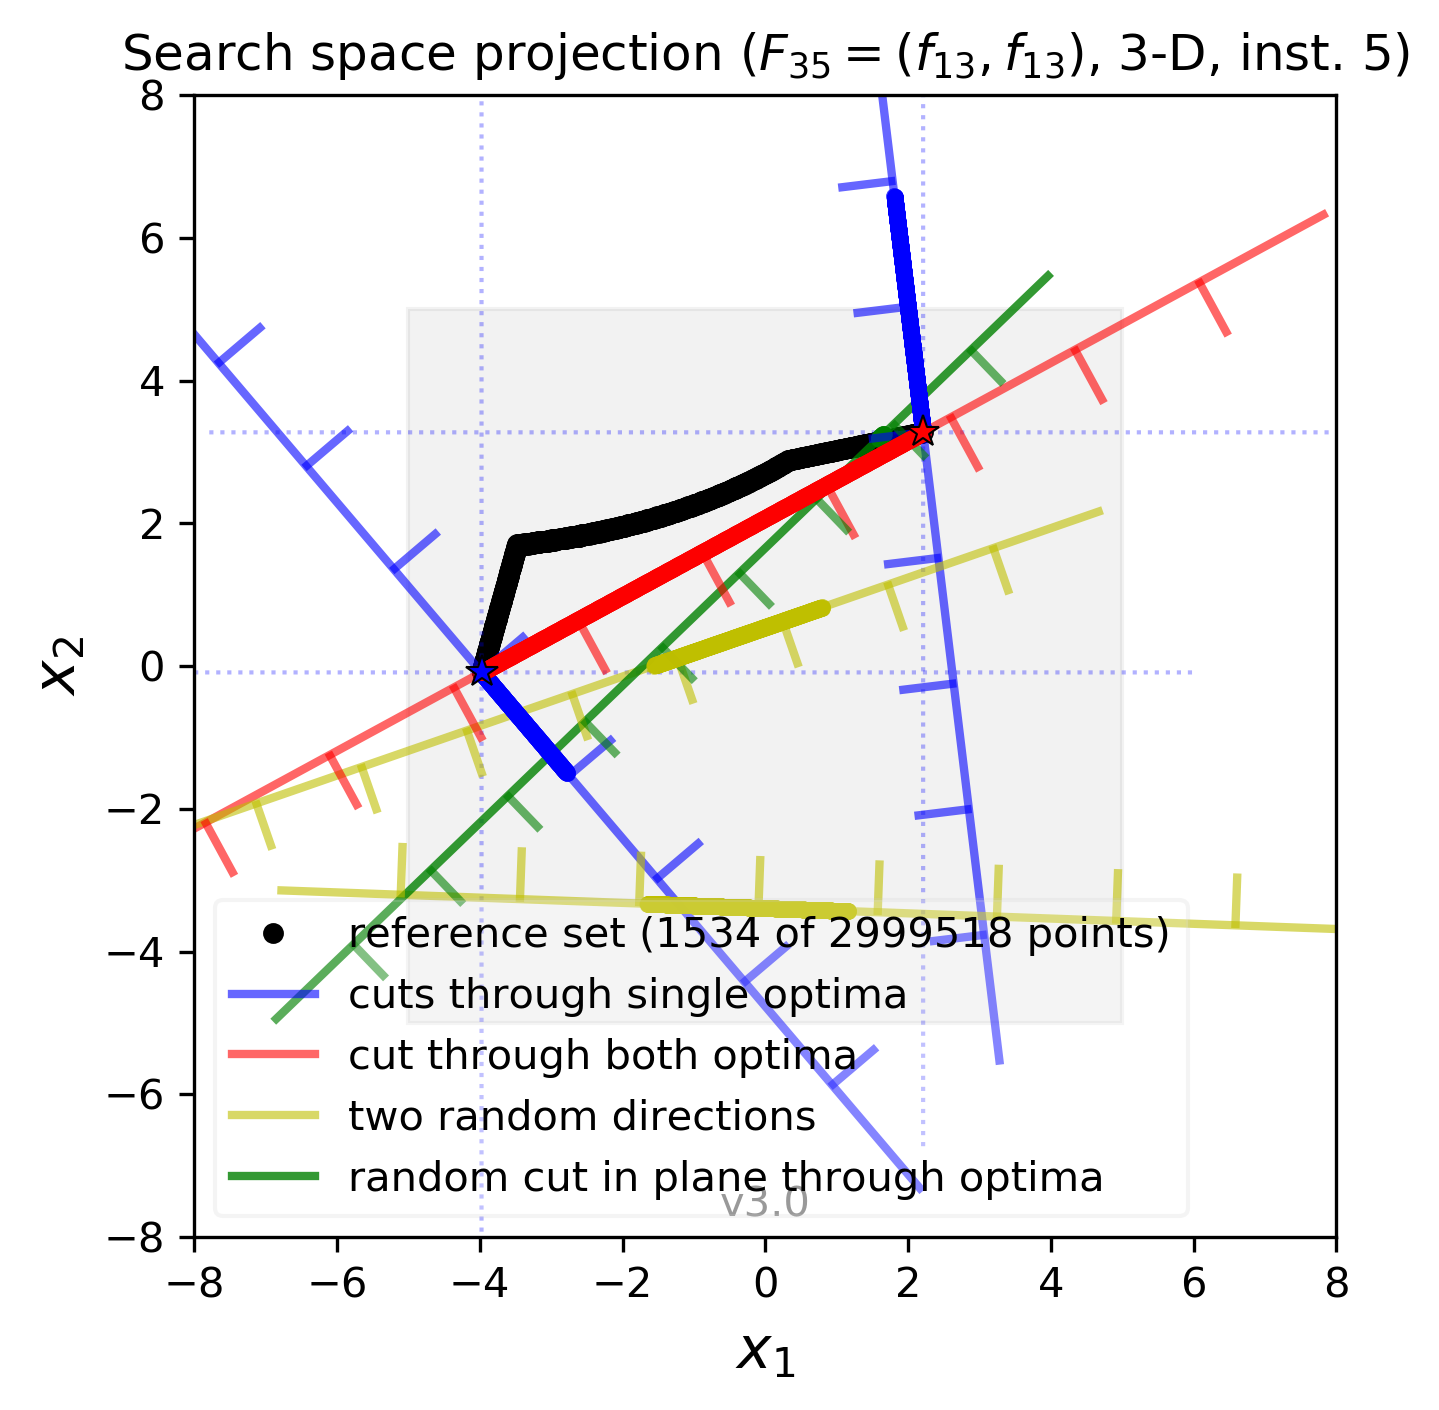 Search space projection (F₃₅ = (f₁₃, f₁₃), 3-D, inst. 5)
8
6
4
2
0
−2
−4
−6
−8
x₂
reference set (1534 of 2999518 points)
cuts through single optima
cut through both optima
two random directions
random cut in plane through optima
v3.0
−8 −6 −4 −2 0 2 4 6 8
x₁